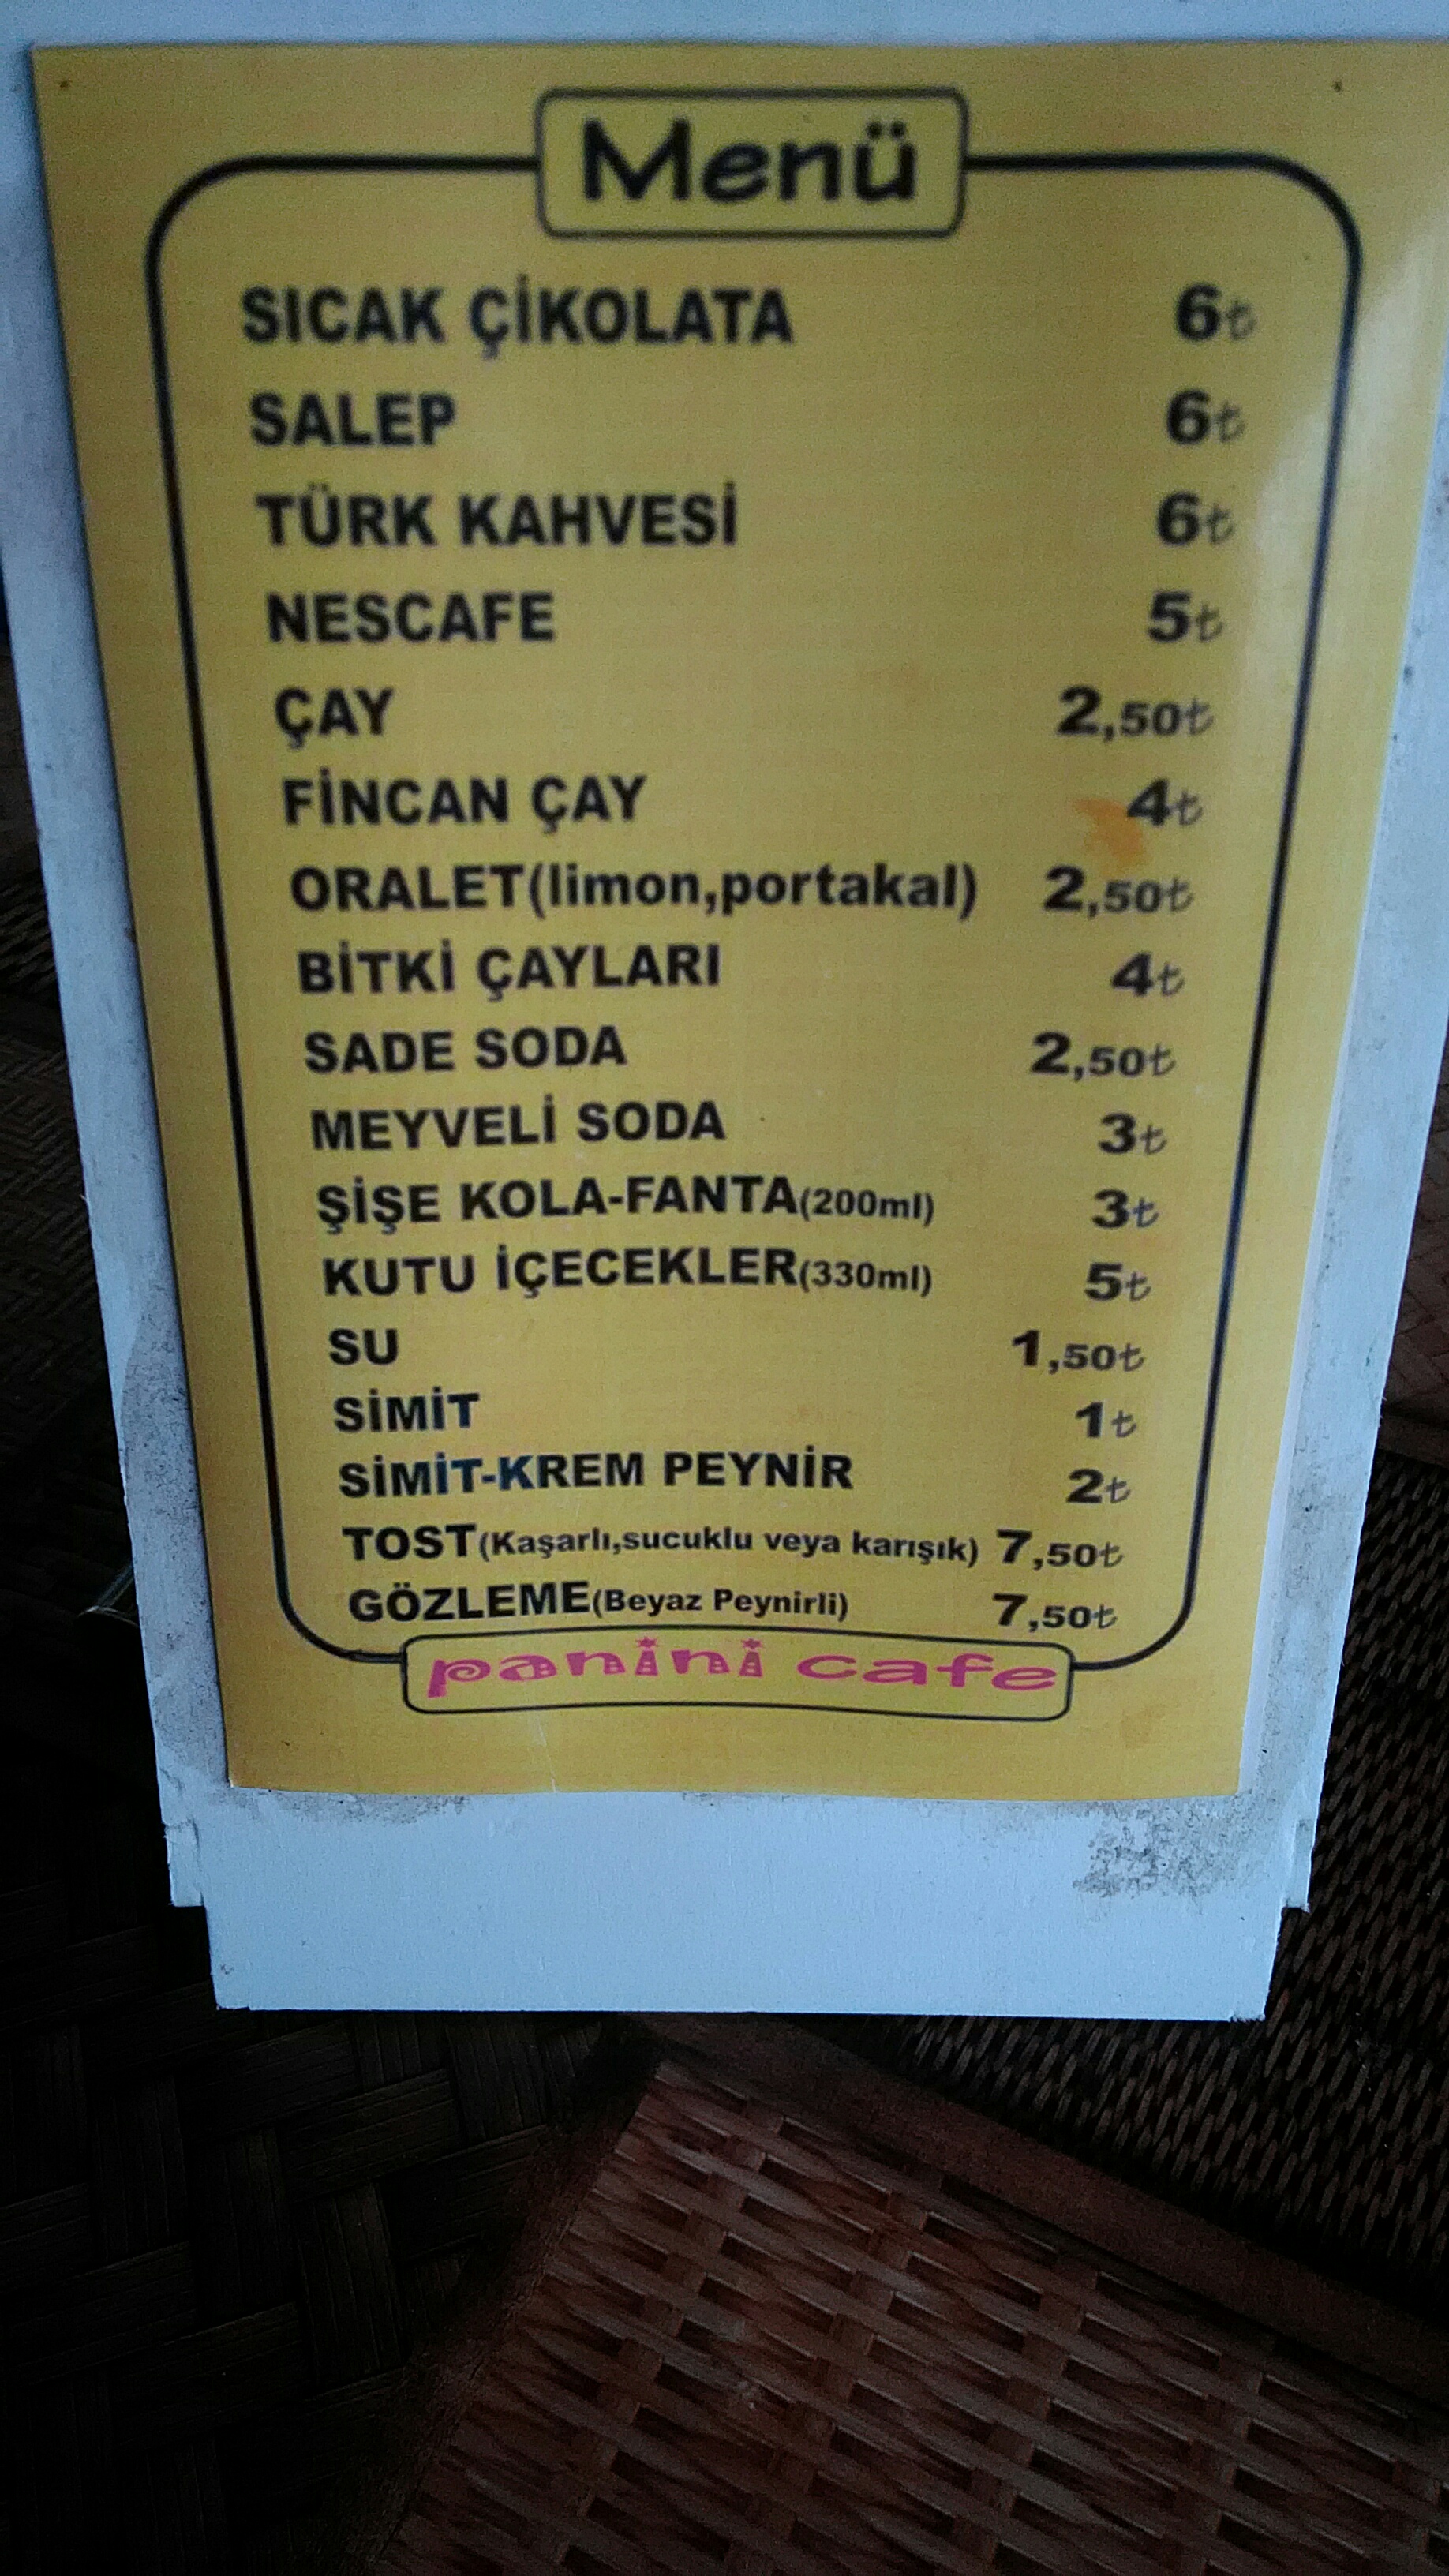 Menü
SICAK ÇİKOLATA 6₺
SALEP 6₺
TÜRK KAHVESİ 6₺
NESCAFE 5₺
ÇAY 2,50₺
FİNCAN ÇAY 4₺
ORALET(limon,portakal) 2,50₺
BİTKİ ÇAYLARI 4₺
SADE SODA 2,50₺
MEYVELİ SODA 3₺
ŞİŞE KOLA-FANTA(200ml) 3₺
KUTU İÇECEKLER(330ml) 5₺
SU 1,50₺
SİMİT 1₺
SİMİT-KREM PEYNİR 2₺
TOST(Kaşarlı,sucuklu veya karışık) 7,50₺
GÖZLEME(Beyaz Peynirli) 7,50₺
panini cafe